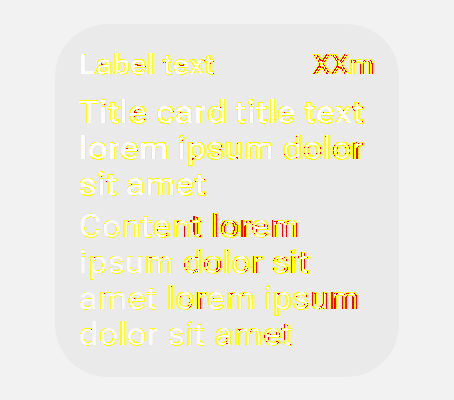 Label text XXm
Title card title text
lorem ipsum dolor
sit amet
Content lorem
ipsum dolor sit
amet lorem ipsum
dolor sit amet